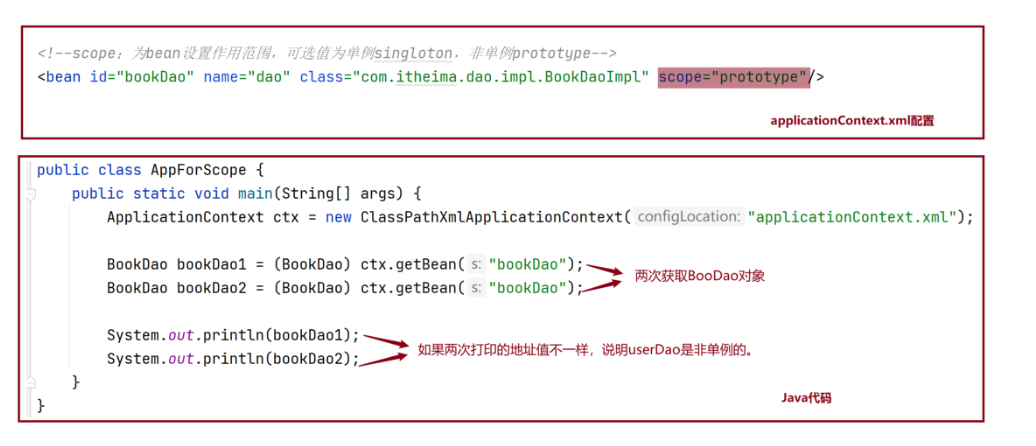 <!--scope：为bean设置作用范围，可选值为单例singloton，非单例prototype-->
<bean id="bookDao" name="dao" class="com.itheima.dao.impl.BookDaoImpl" scope="prototype"/>
applicationContext.xml配置
public class AppForScope {
public static void main(String[] args) {
ApplicationContext ctx = new ClassPathXmlApplicationContext( configLocation: "applicationContext.xml");
BookDao bookDao1 = (BookDao) ctx.getBean( s: "bookDao");
BookDao bookDao2 = (BookDao) ctx.getBean( s: "bookDao");
两次获取BooDao对象
System.out.println(bookDao1);
System.out.println(bookDao2);
如果两次打印的地址值不一样，说明userDao是非单例的。
}
}
Java代码